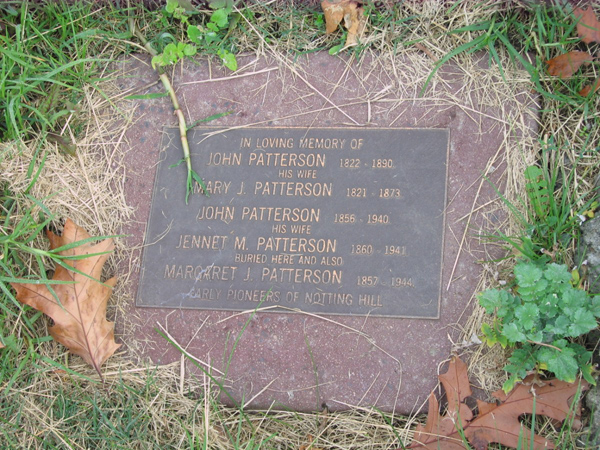 IN LOVING MEMORY OF
JOHN PATTERSON 1822 - 1890.
HIS WIFE
MARY J. PATTERSON 1821 - 1873.
JOHN PATTERSON 1856 - 1940.
HIS WIFE
JENNET M. PATTERSON 1860 - 1941.
BURIED HERE AND ALSO
MARGARET J. PATTERSON 1857 - 1944.
EARLY PIONEERS OF NOTTING HILL